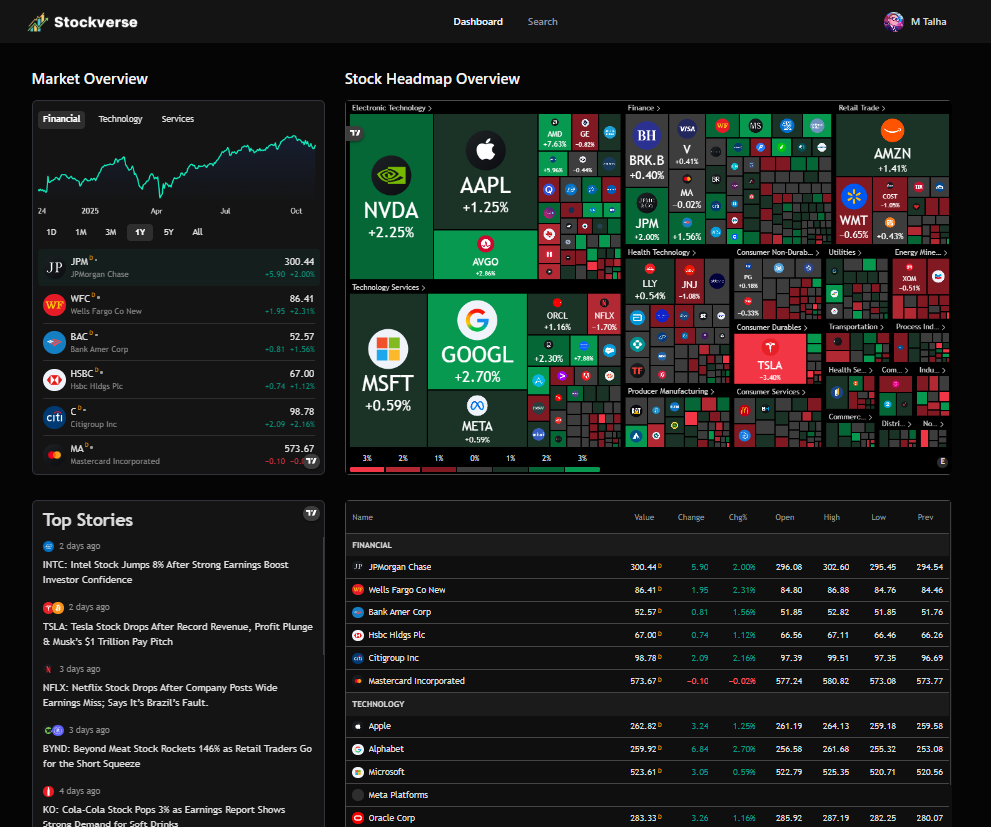 Stockverse
Dashboard
Search
M Talha
Market Overview
Financial
Technology
Services
24 2025 Apr Jul Oct
1D 1M 3M 1Y 5Y All
JPM D
JPMorgan Chase
300.44
+5.90 +2.00%
WFC D
Wells Fargo Co New
86.41
+1.95 +2.31%
BAC D
Bank Amer Corp
52.57
+0.81 +1.56%
HSBC D
Hsbc Hldgs Plc
67.00
+0.74 +1.12%
C D
Citigroup Inc
98.78
+2.09 +2.16%
MA D
Mastercard Incorporated
573.67
−0.10
Stock Headmap Overview
Electronic Technology >
NVDA
+2.25%
AAPL
+1.25%
AVGO
+2.86%
AMD
+7.63%
GE
−0.82%
+5.96%
−0.44%
Technology Services >
MSFT
+0.59%
GOOGL
+2.70%
META
+0.59%
ORCL
+1.16%
NFLX
−1.70%
+2.30%
+7.88%
Finance >
BH
BRK.B
+0.40%
VISA
V
+0.41%
JPM
+2.00%
MA
−0.02%
+1.56%
WF
MS
Retail Trade >
AMZN
+1.41%
WMT
−0.65%
COST
−1.05%
+0.43%
Health Technology >
LLY
+0.54%
JNJ
−1.08%
Consumer Non-Durab... >
PG
+0.18%
−0.33%
Utilities >
Energy Mine... >
XOM
−0.51%
Consumer Durables >
TSLA
−3.40%
Transportation >
Process Ind... >
Producer Manufacturing >
Consumer Services >
Health Se... >
Com... >
Indu... >
Commerc... >
Distri... >
No... >
3% 2% 1% 0% 1% 2% 3%
Top Stories
2 days ago
INTC: Intel Stock Jumps 8% After Strong Earnings Boost
Investor Confidence
2 days ago
TSLA: Tesla Stock Drops After Record Revenue, Profit Plunge
& Musk's $1 Trillion Pay Pitch
3 days ago
NFLX: Netflix Stock Drops After Company Posts Wide
Earnings Miss; Says It's Brazil's Fault.
3 days ago
BYND: Beyond Meat Stock Rockets 146% as Retail Traders Go
for the Short Squeeze
4 days ago
KO: Cola-Cola Stock Pops 3% as Earnings Report Shows
Strong Demand for Soft Drinks
Name Value Change Chg% Open High Low Prev
FINANCIAL
JPMorgan Chase 300.44 D 5.90 2.00% 296.08 302.60 295.45 294.54
Wells Fargo Co New 86.41 D 1.95 2.31% 84.80 86.88 84.76 84.46
Bank Amer Corp 52.57 D 0.81 1.56% 51.85 52.82 51.85 51.76
Hsbc Hldgs Plc 67.00 D 0.74 1.12% 66.56 67.11 66.46 66.26
Citigroup Inc 98.78 D 2.09 2.16% 97.39 99.51 97.35 96.69
Mastercard Incorporated 573.67 D −0.10 −0.02% 577.24 580.82 573.08 573.77
TECHNOLOGY
Apple 262.82 D 3.24 1.25% 261.19 264.13 259.18 259.58
Alphabet 259.92 D 6.84 2.70% 256.58 261.68 255.32 253.08
Microsoft 523.61 D 3.05 0.59% 522.79 525.35 520.71 520.56
Meta Platforms
Oracle Corp 283.33 D 3.26 1.16% 285.92 287.19 282.25 280.07